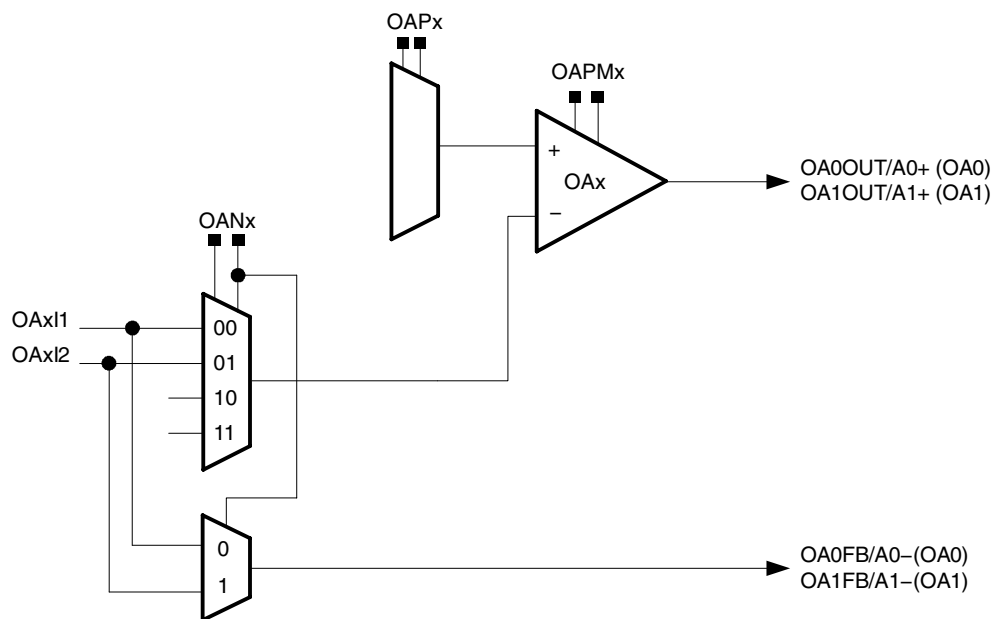 OAPx
OAPMx
+
OAx
−
OA0OUT/A0+ (OA0)
OA1OUT/A1+ (OA1)
OANx
OAxI1
OAxI2
00
01
10
11
0
1
OA0FB/A0−(OA0)
OA1FB/A1−(OA1)